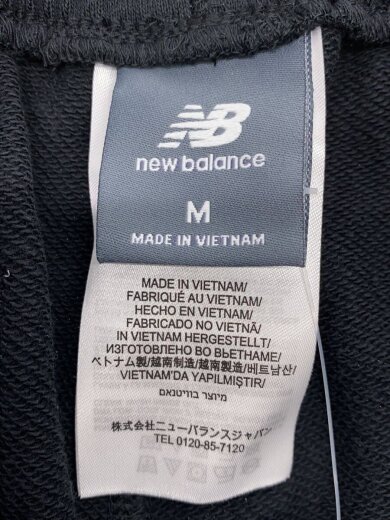 NB
new balance
M
MADE IN VIETNAM
MADE IN VIETNAM/
FABRIQUÉ AU VIETNAM/
HECHO EN VIETNAM/
FABRICADO NO VIETNÃ/
IN VIETNAM HERGESTELLT/
ИЗГОТОВЛЕНО ВО ВЬЕТНАМЕ/
ベトナム製/越南制造/越南製造/베트남산/
VIETNAM'DA YAPILMIŞTIR/
מיוצר בוויטנאם
株式会社ニューバランスジャパン
TEL 0120-85-7120